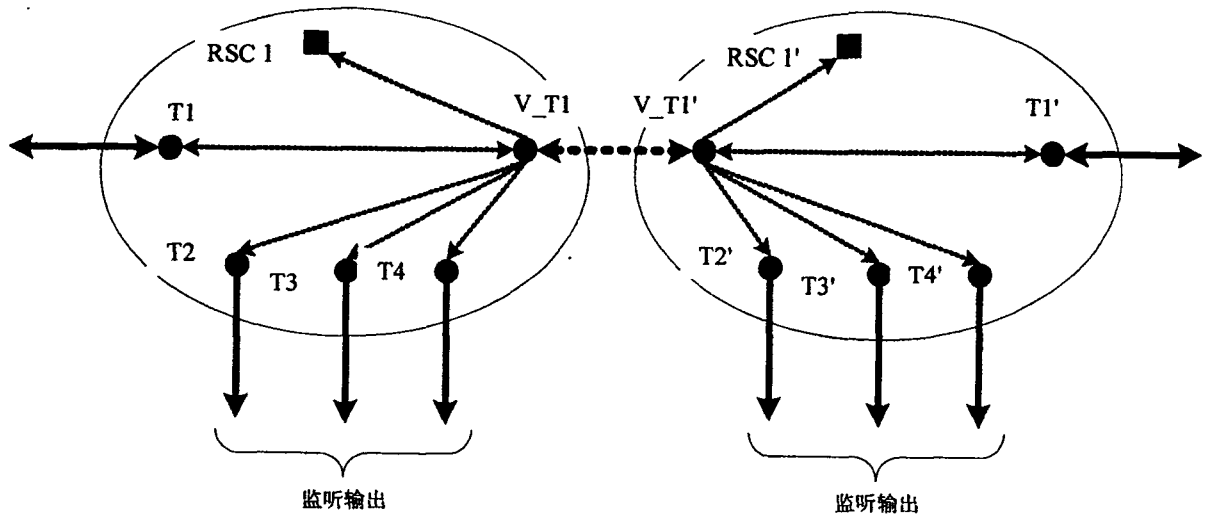 RSC 1
RSC 1'
T1
V_T1
V_T1'
T1'
T2
T3
T4
T2'
T3'
T4'
监听输出
监听输出